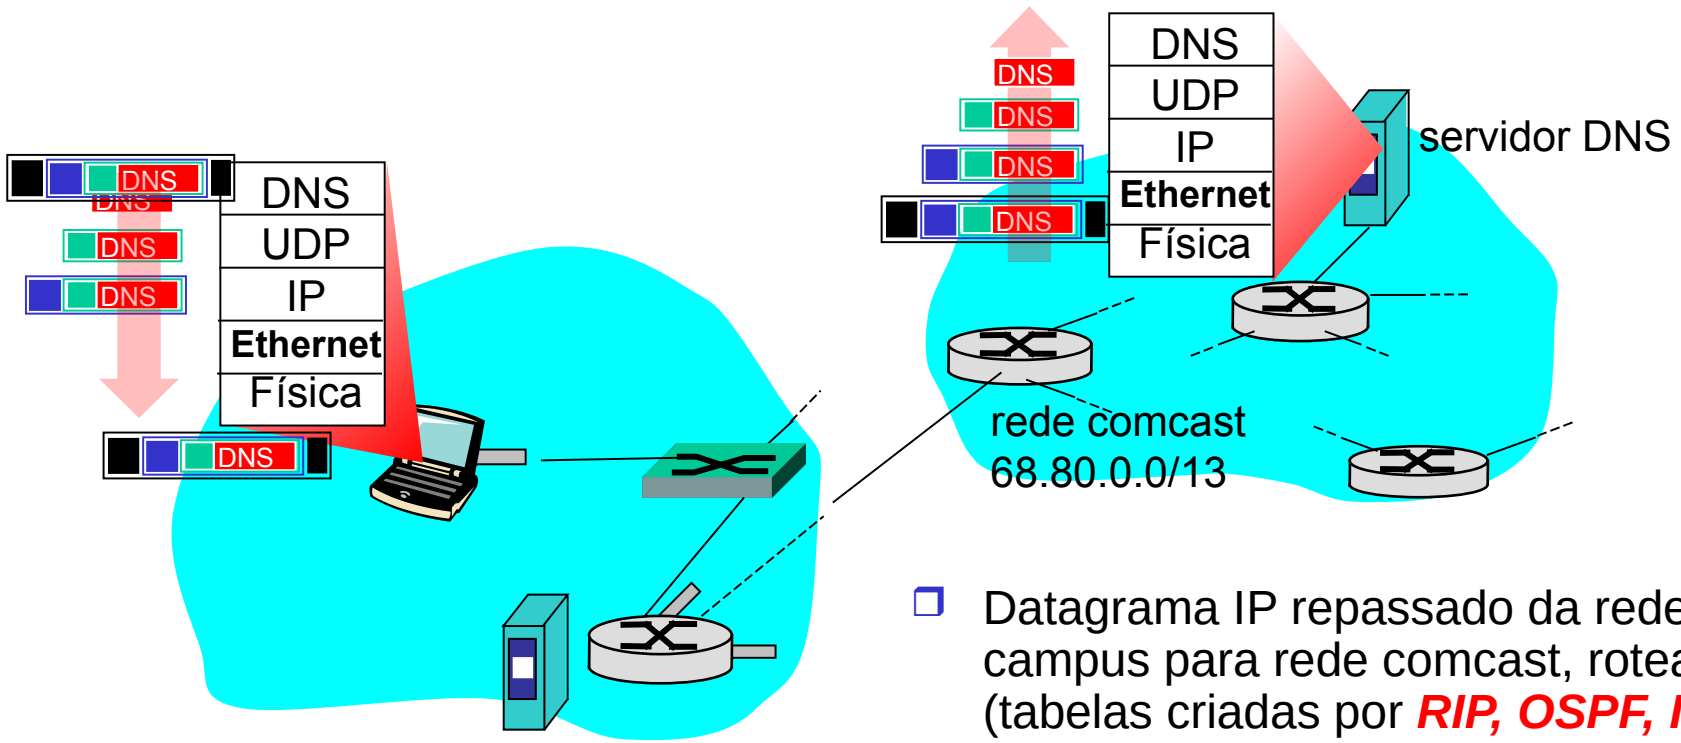 DNS
DNS
DNS
DNS
DNS
DNS
UDP
IP
Ethernet
Física
DNS
DNS
DNS
DNS
DNS
UDP
IP
Ethernet
Física
servidor DNS
rede comcast
68.80.0.0/13
Datagrama IP repassado da rede
campus para rede comcast, rotea
(tabelas criadas por RIP, OSPF,